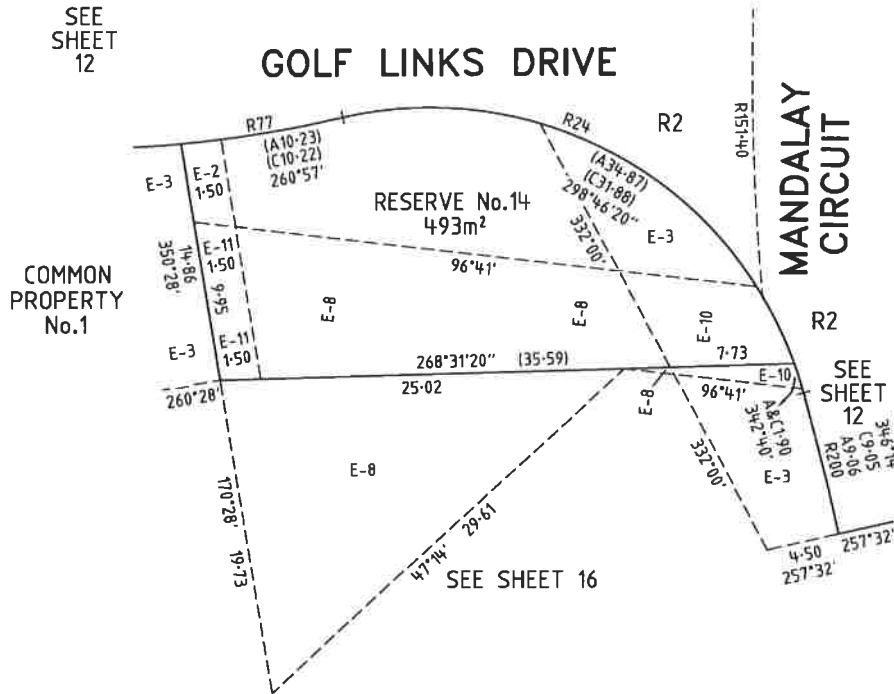 SEE
SHEET
12
GOLF LINKS DRIVE
MANDALAY
CIRCUIT
R77
(A10·23)
(C10·22)
260°57'
R24
(A34·87)
(C31·88)
298°46'20"
R2
R151·40
E-3
E-2
1·50
RESERVE No.14
493m²
332°00'
E-3
COMMON
PROPERTY
No.1
14·86
350°28'
E-11
1·50
9·95
96°41'
E-8
E-8
E-10
R2
E-3
E-11
1·50
268°31'20" (35·59)
7·73
260°28'
25·02
E-8
96°41'
E-10
SEE
SHEET
12
A&C1·90
342°40'
C9·05
A9·06
R200
E-8
332°00'
E-3
170°28'
19·73
47°14'
29·61
SEE SHEET 16
4·50
257°32'
257°32'